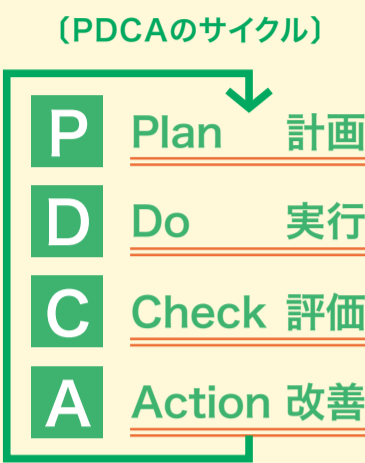 〔PDCAのサイクル〕
P Plan 計画
D Do 実行
C Check 評価
A Action 改善